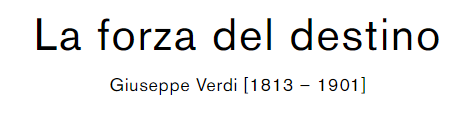 La forza del destino
Giuseppe Verdi [1813 – 1901]